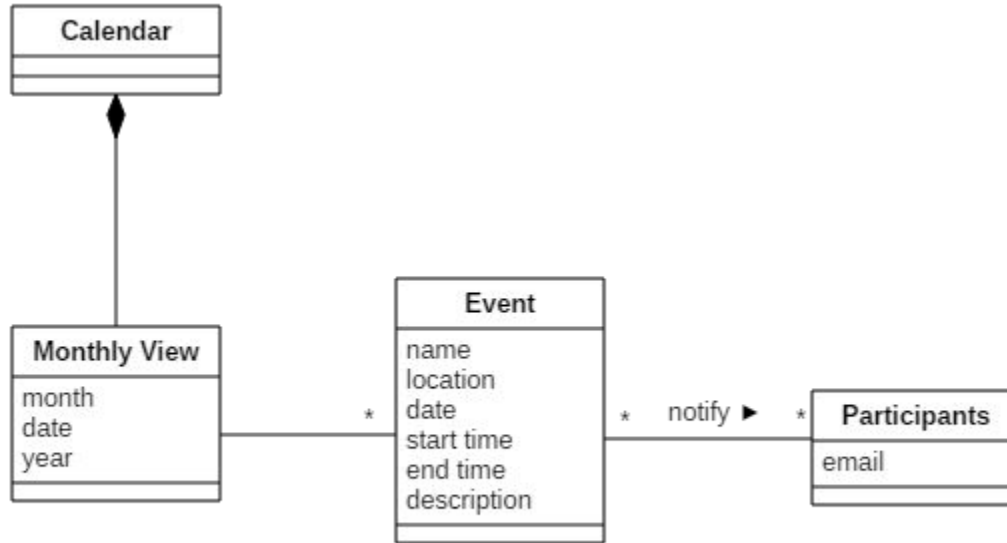 Calendar
Monthly View
month
date
year
*
Event
name
location
date
start time
end time
description
* notify ► *
Participants
email